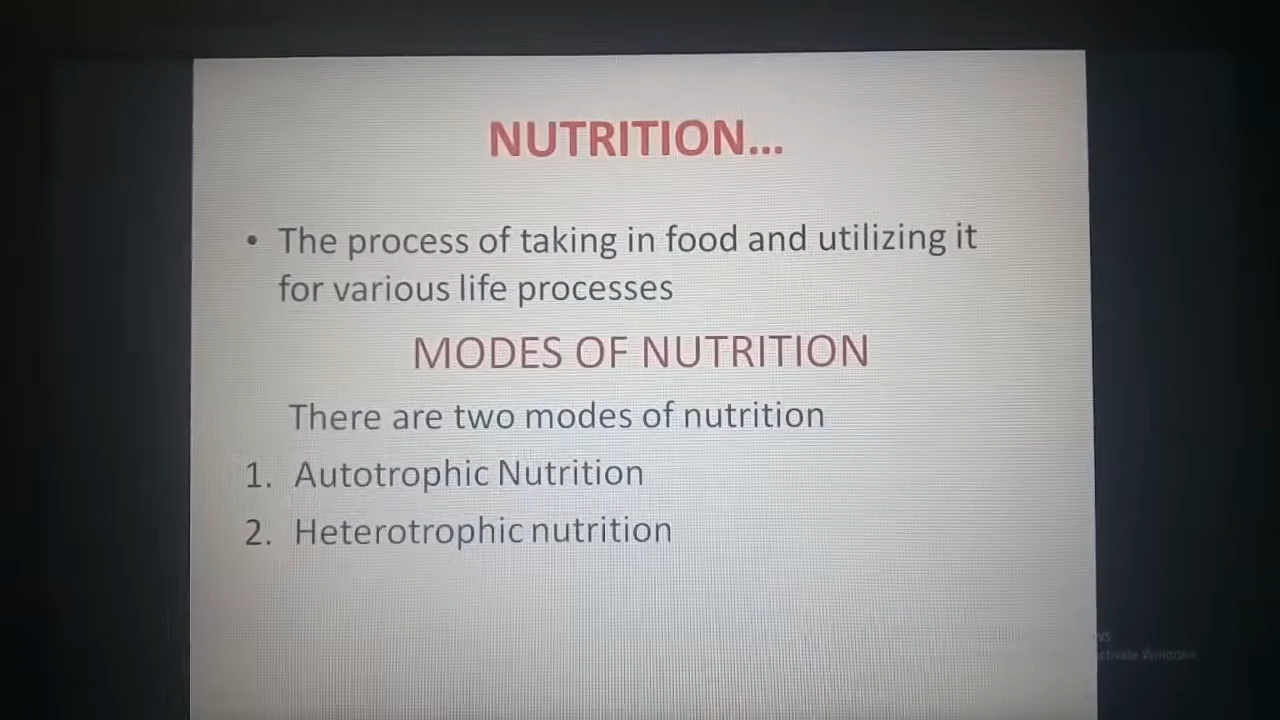 NUTRITION...
• The process of taking in food and utilizing it
for various life processes
MODES OF NUTRITION
There are two modes of nutrition
1. Autotrophic Nutrition
2. Heterotrophic nutrition
Windows